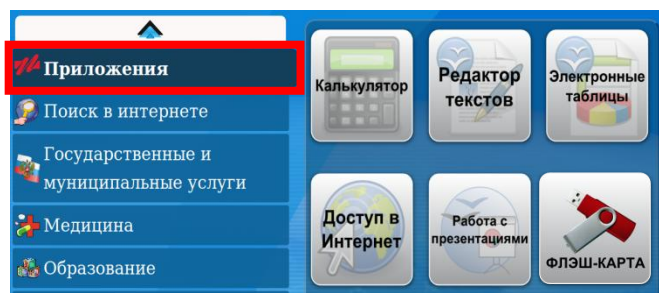 Приложения
Поиск в интернете
Государственные и
муниципальные услуги
Медицина
Образование
Калькулятор
Редактор
текстов
Электронные
таблицы
Доступ в
Интернет
Работа с
презентациями
ФЛЭШ-КАРТА